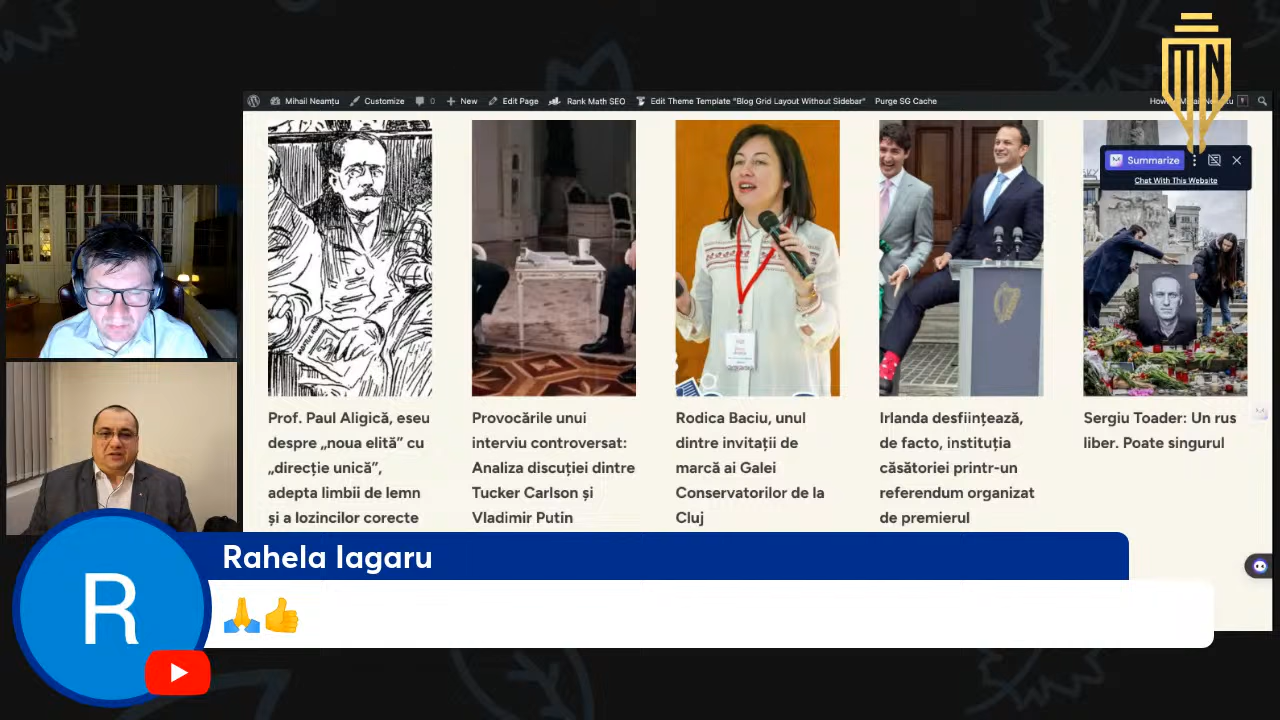 MN
Mihail Neamțu
Customize
0
New
Edit Page
Rank Math SEO
Edit Theme Template "Blog Grid Layout Without Sidebar"
Purge SG Cache
Summarize
Chat With This Website
Prof. Paul Aligică, eseu
despre „noua elită” cu
„direcție unică”,
adepta limbii de lemn
și a lozincilor corecte
Provocările unui
interviu controversat:
Analiza discuției dintre
Tucker Carlson și
Vladimir Putin
Rodica Baciu, unul
dintre invitații de
marcă ai Galei
Conservatorilor de la
Cluj
Irlanda desființează,
de facto, instituția
căsătoriei printr-un
referendum organizat
de premierul
Sergiu Toader: Un rus
liber. Poate singurul
R
Rahela Iagaru
🙏👍